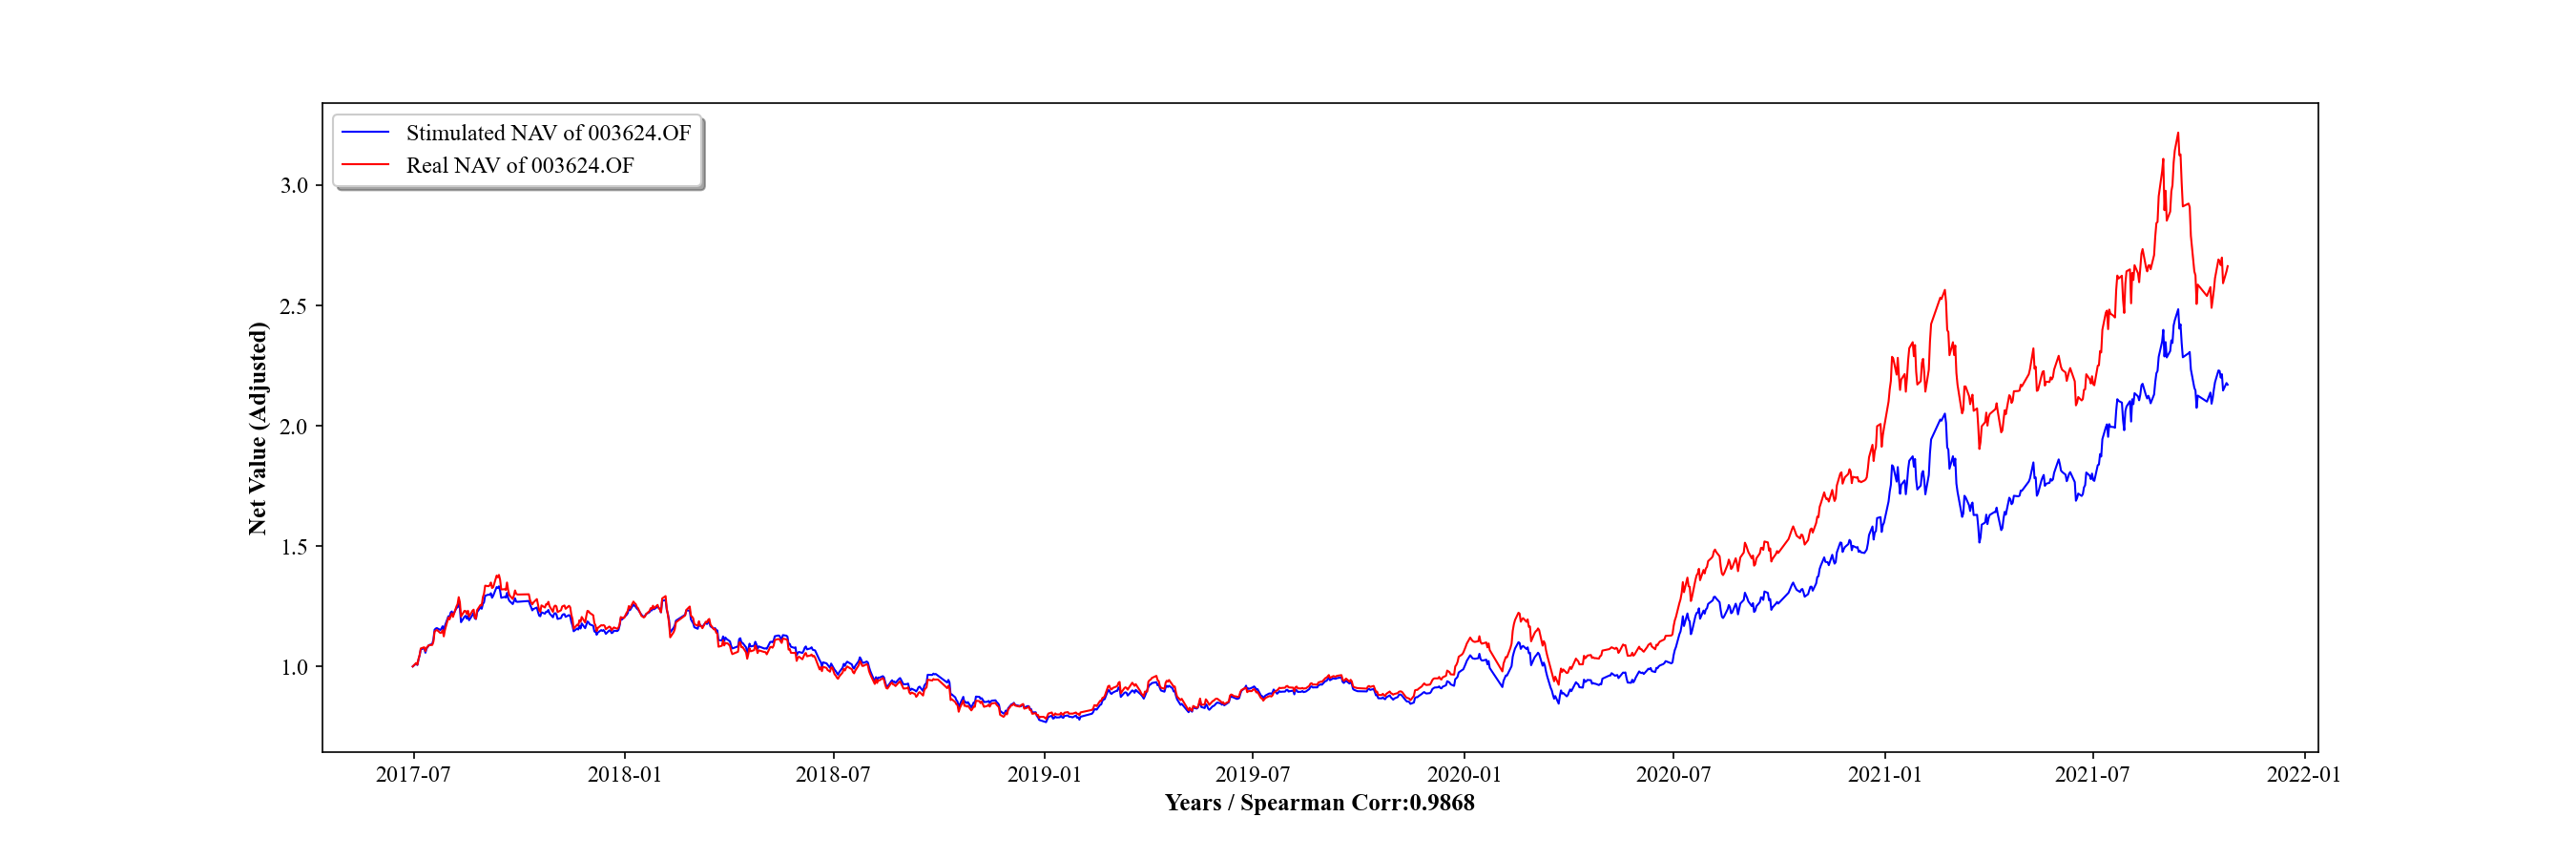 Stimulated NAV of 003624.OF
Real NAV of 003624.OF
3.0
2.5
2.0
1.5
1.0
Net Value (Adjusted)
2017-07 2018-01 2018-07 2019-01 2019-07 2020-01 2020-07 2021-01 2021-07 2022-01
Years / Spearman Corr:0.9868